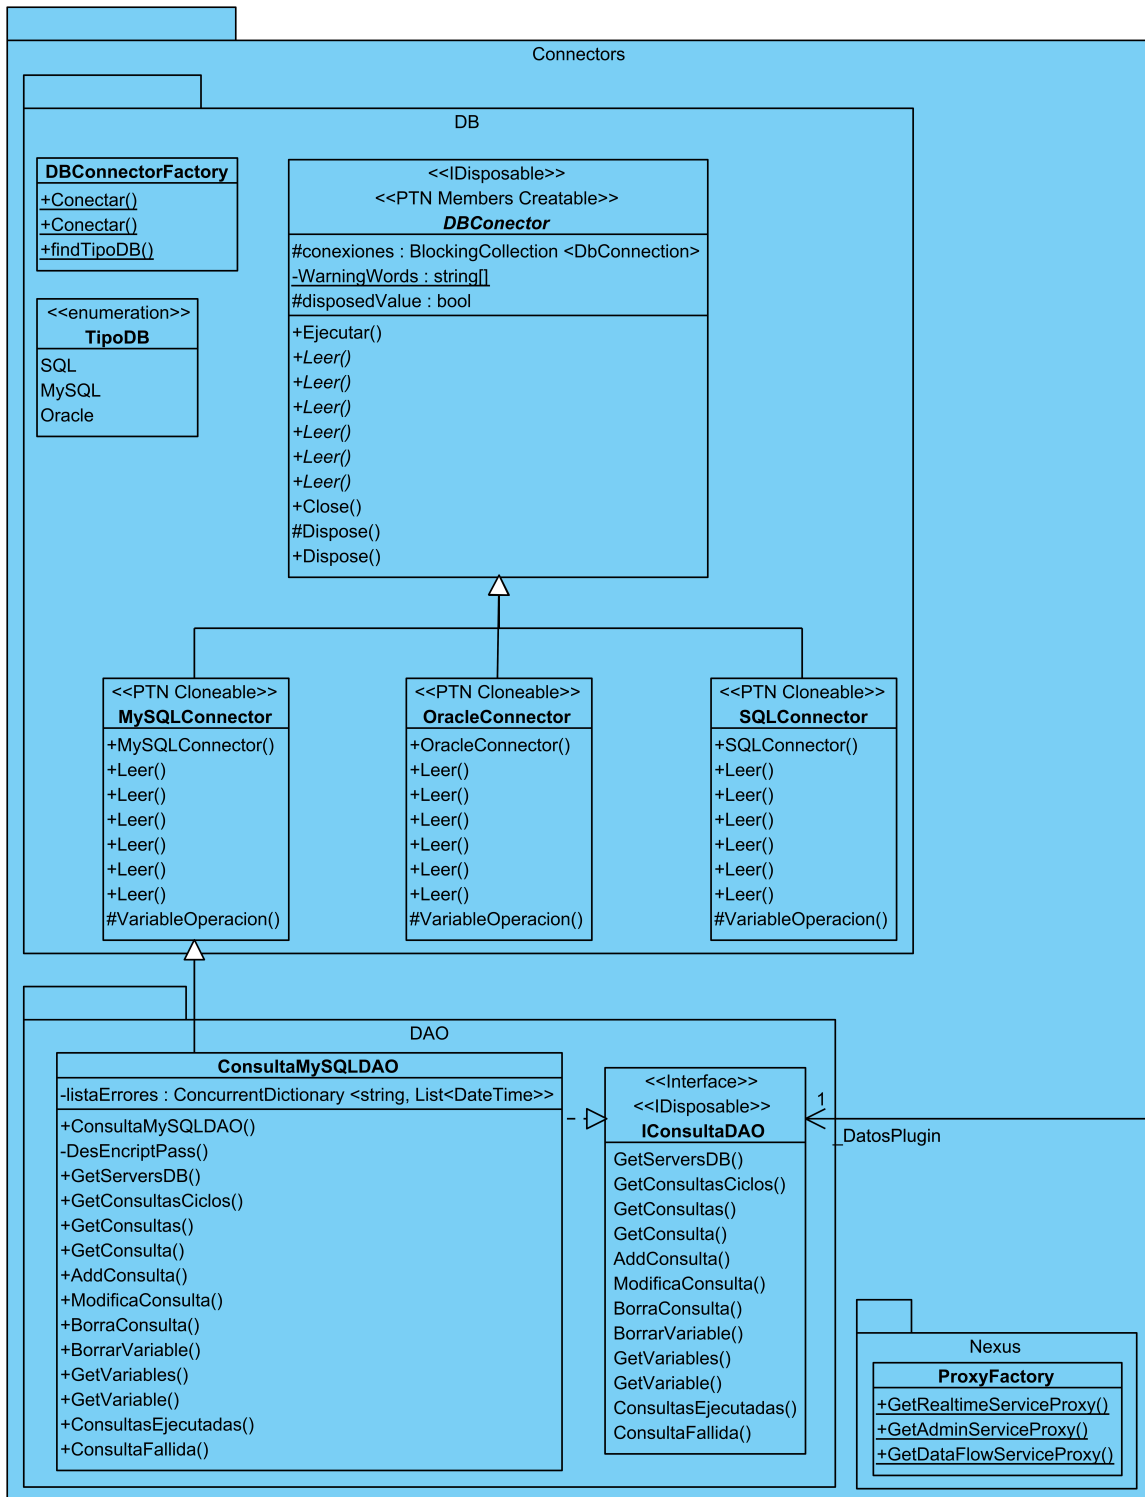 Connectors
DB
DBConnectorFactory
+Conectar()
+Conectar()
+findTipoDB()
<<enumeration>>
TipoDB
SQL
MySQL
Oracle
<<IDisposable>>
<<PTN Members Creatable>>
DBConector
#conexiones : BlockingCollection <DbConnection>
-WarningWords : string[]
#disposedValue : bool
+Ejecutar()
+Leer()
+Leer()
+Leer()
+Leer()
+Leer()
+Leer()
+Close()
#Dispose()
+Dispose()
<<PTN Cloneable>>
MySQLConnector
+MySQLConnector()
+Leer()
+Leer()
+Leer()
+Leer()
+Leer()
+Leer()
#VariableOperacion()
<<PTN Cloneable>>
OracleConnector
+OracleConnector()
+Leer()
+Leer()
+Leer()
+Leer()
+Leer()
+Leer()
#VariableOperacion()
<<PTN Cloneable>>
SQLConnector
+SQLConnector()
+Leer()
+Leer()
+Leer()
+Leer()
+Leer()
+Leer()
#VariableOperacion()
DAO
ConsultaMySQLDAO
-listaErrores : ConcurrentDictionary <string, List<DateTime>>
+ConsultaMySQLDAO()
-DesEncriptPass()
+GetServersDB()
+GetConsultasCiclos()
+GetConsultas()
+GetConsulta()
+AddConsulta()
+ModificaConsulta()
+BorraConsulta()
+BorrarVariable()
+GetVariables()
+GetVariable()
+ConsultasEjecutadas()
+ConsultaFallida()
<<Interface>>
<<IDisposable>>
IConsultaDAO
GetServersDB()
GetConsultasCiclos()
GetConsultas()
GetConsulta()
AddConsulta()
ModificaConsulta()
BorraConsulta()
BorrarVariable()
GetVariables()
GetVariable()
ConsultasEjecutadas()
ConsultaFallida()
1
_DatosPlugin
Nexus
ProxyFactory
+GetRealtimeServiceProxy()
+GetAdminServiceProxy()
+GetDataFlowServiceProxy()